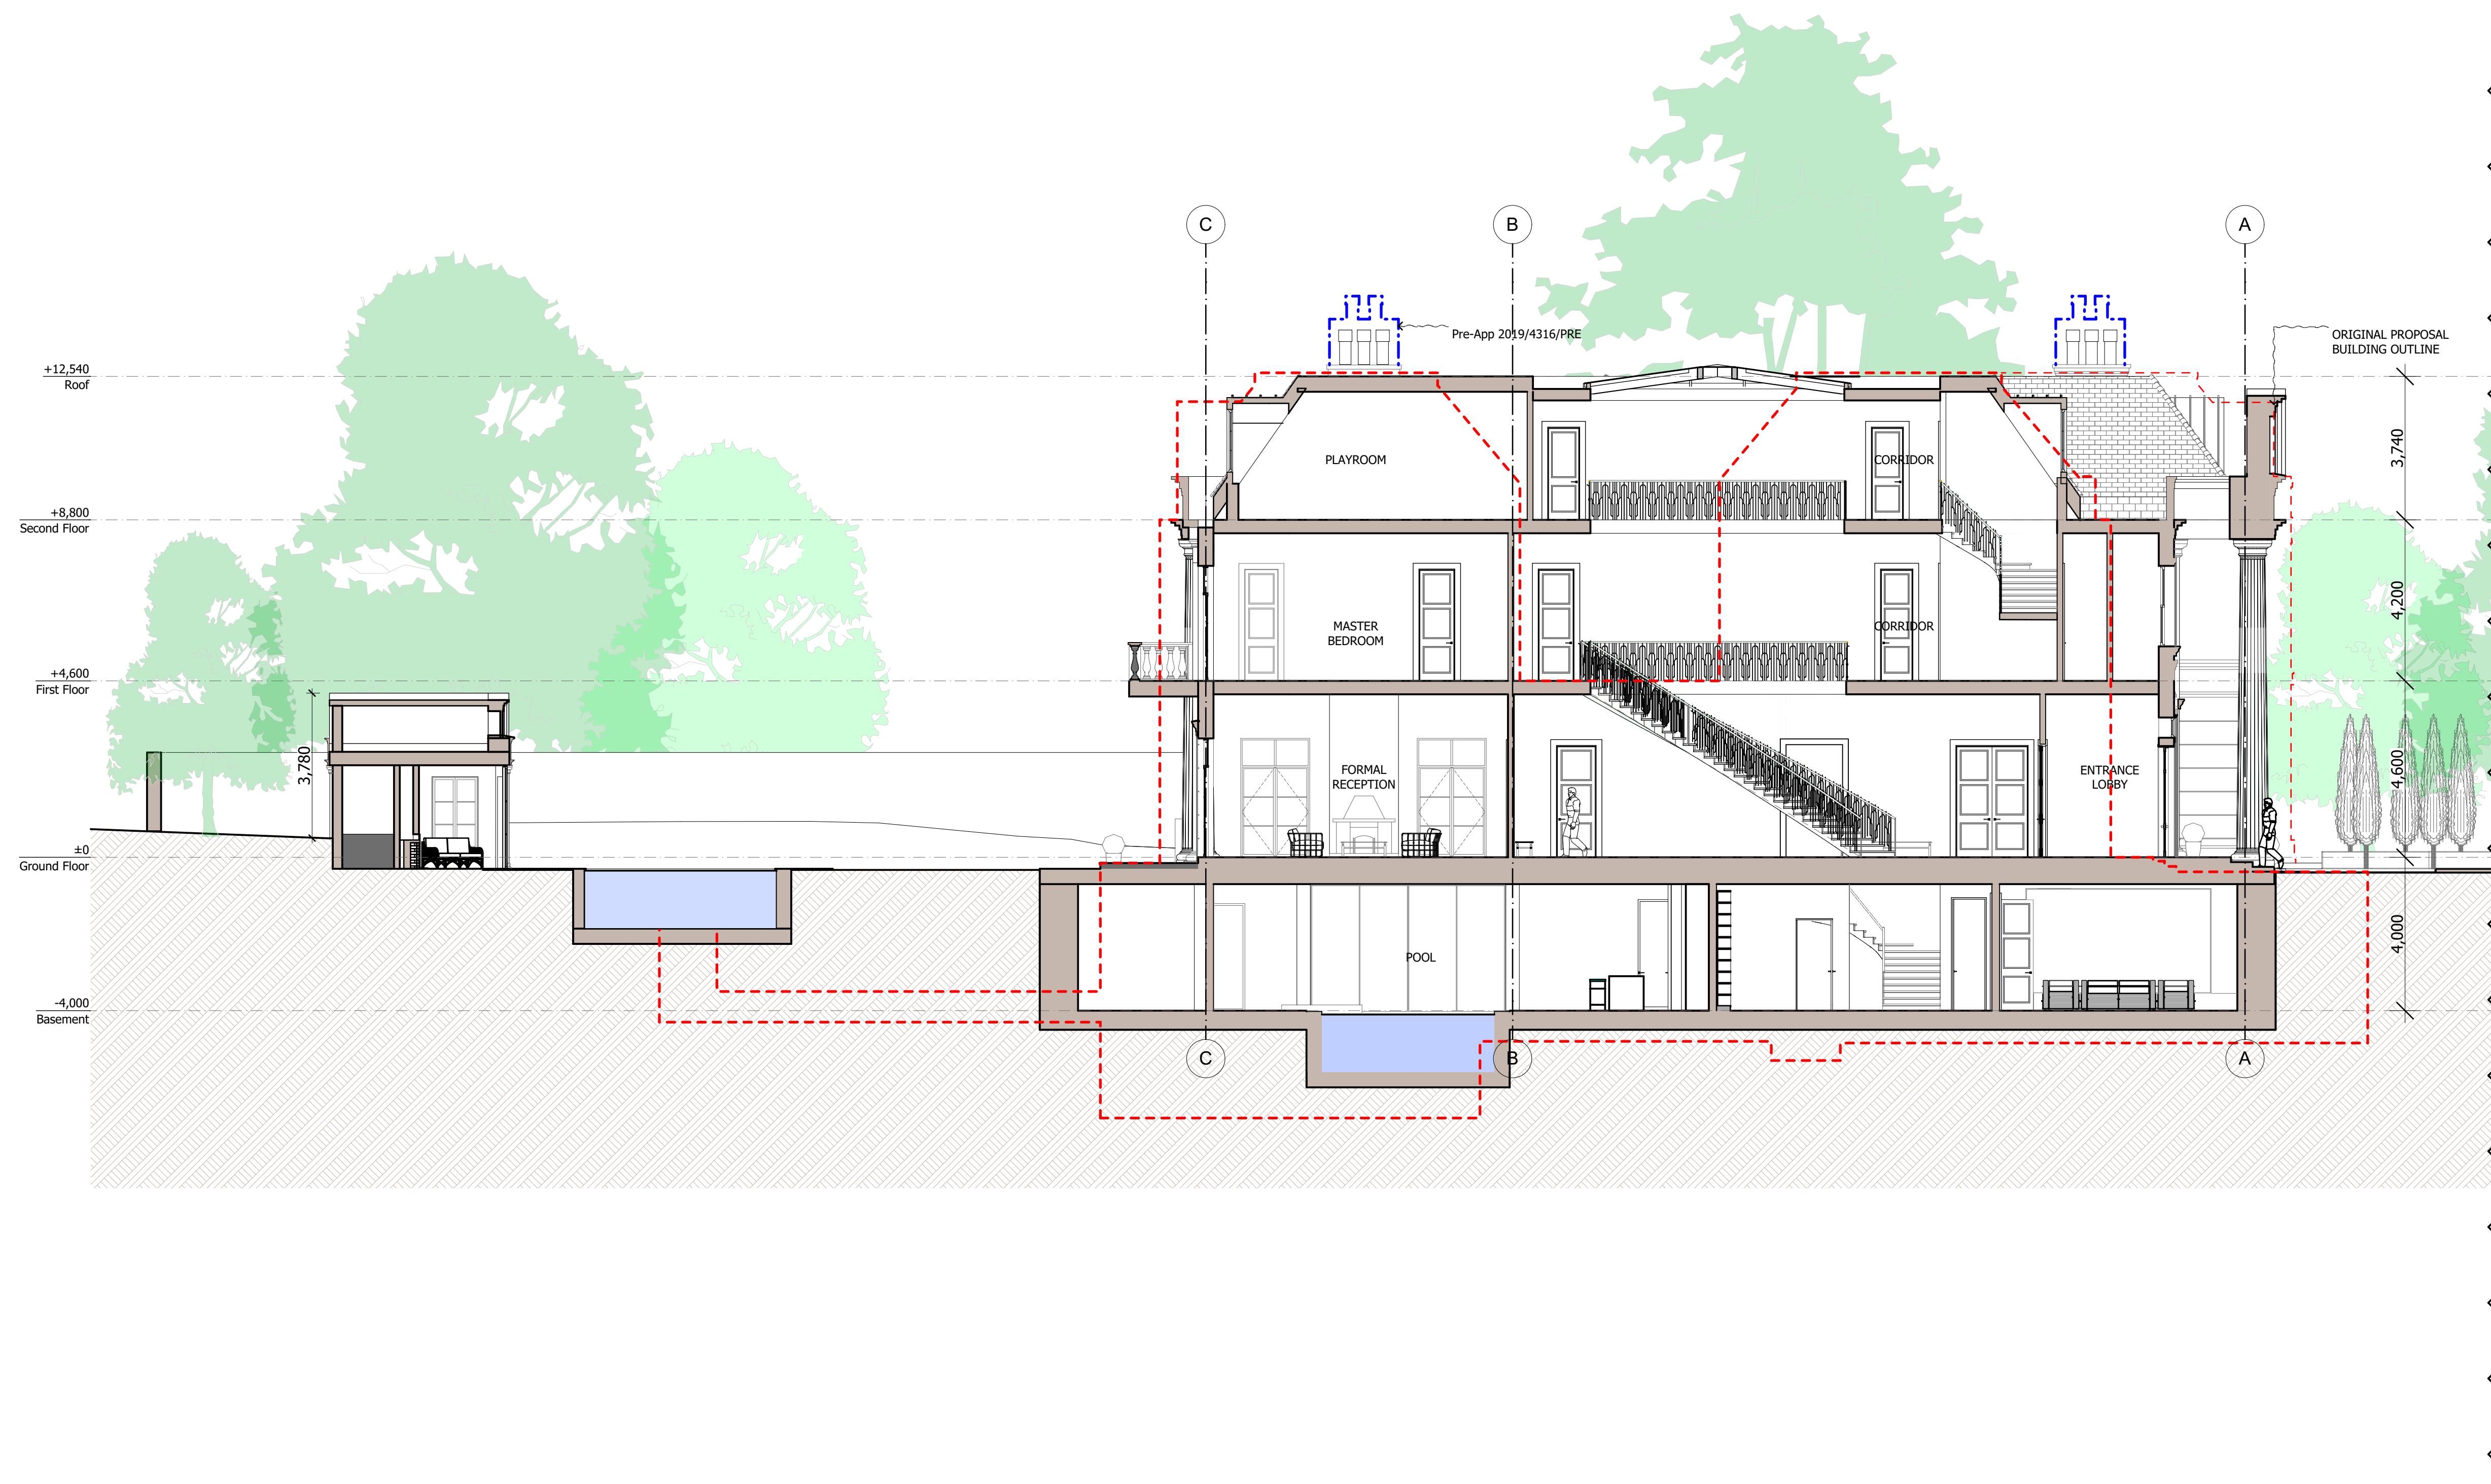 C
B
A
Pre-App 2019/4316/PRE
ORIGINAL PROPOSAL
BUILDING OUTLINE
+12,540
Roof
PLAYROOM
CORRIDOR
3,740
+8,800
Second Floor
MASTER
BEDROOM
CORRIDOR
4,200
+4,600
First Floor
3,780
FORMAL
RECEPTION
ENTRANCE
LOBBY
4,600
±0
Ground Floor
POOL
4,000
-4,000
Basement
C
B
A